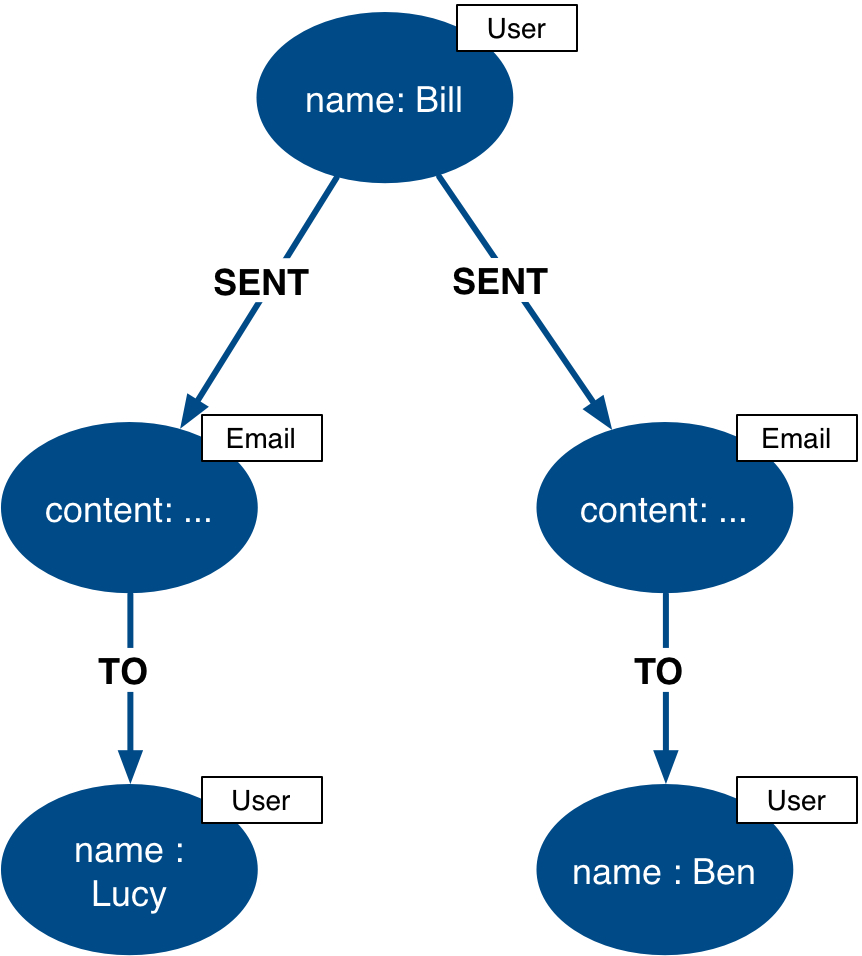 User
name: Bill
SENT
SENT
Email
Email
content: ...
content: ...
TO
TO
User
User
name :
Lucy
name : Ben